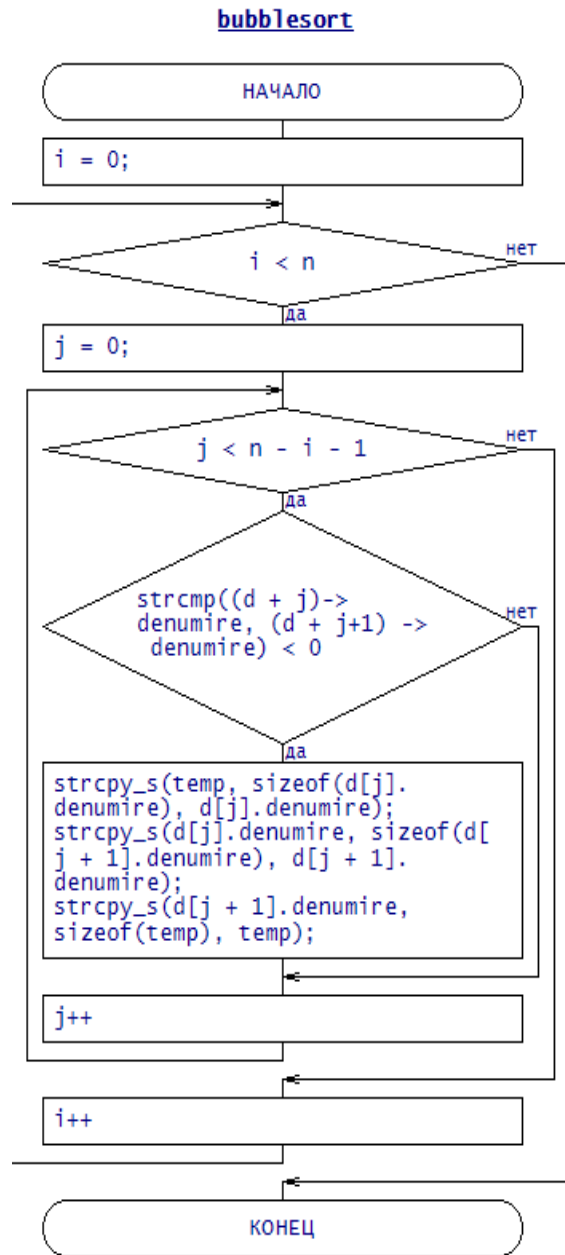 bubblesort
НАЧАЛО
i = 0;
i < n
нет
да
j = 0;
j < n - i - 1
нет
да
strcmp((d + j)->
denumire, (d + j+1) ->
denumire) < 0
нет
да
strcpy_s(temp, sizeof(d[j].
denumire), d[j].denumire);
strcpy_s(d[j].denumire, sizeof(d[
j + 1].denumire), d[j + 1].
denumire);
strcpy_s(d[j + 1].denumire,
sizeof(temp), temp);
j++
i++
КОНЕЦ